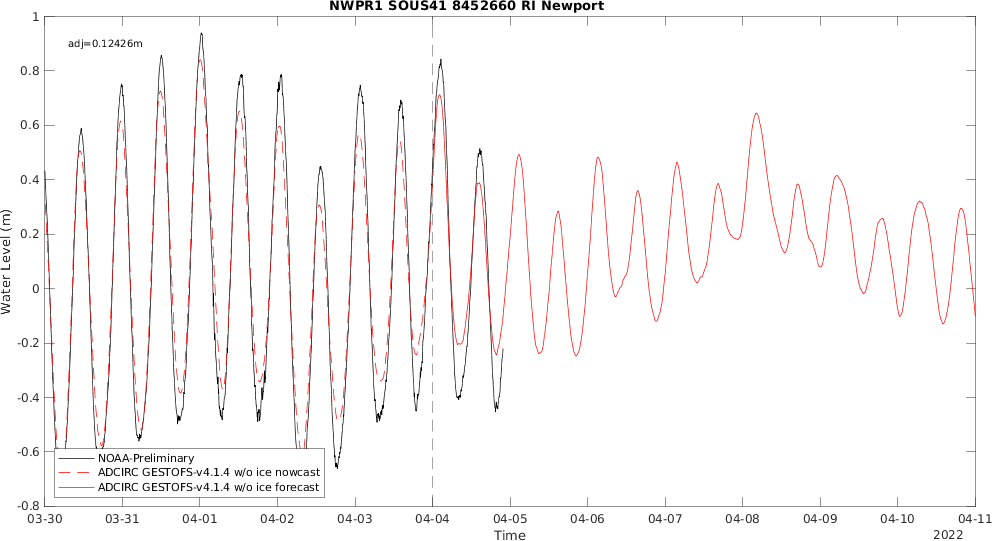 NWPR1 SOUS41 8452660 RI Newport
1
adj=0.12426m
0.8
0.6
0.4
0.2
0
-0.2
-0.4
-0.6
-0.8
Water Level (m)
NOAA-Preliminary
ADCIRC GESTOFS-v4.1.4 w/o ice nowcast
ADCIRC GESTOFS-v4.1.4 w/o ice forecast
03-30 03-31 04-01 04-02 04-03 04-04 04-05 04-06 04-07 04-08 04-09 04-10 04-11
Time
2022